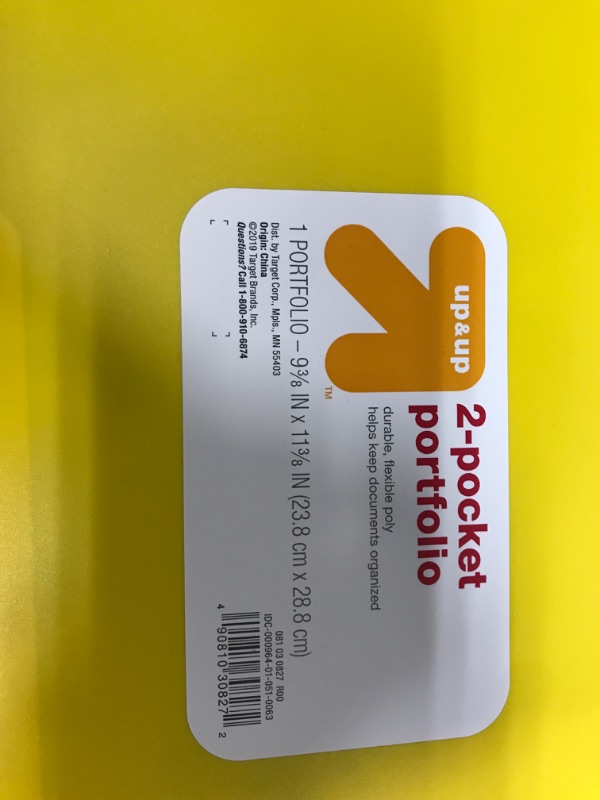 up&up
TM
2-pocket
portfolio
durable, flexible poly
helps keep documents organized
1 PORTFOLIO – 9⅜ IN x 11⅜ IN (23.8 cm x 28.8 cm)
Dist. by Target Corp., Mpls., MN 55403
Origin: China
©2019 Target Brands, Inc.
Questions? Call 1-800-910-6874
081 03 0827 R00
IDC-000964-01-051-0063
4 90810 30827 2